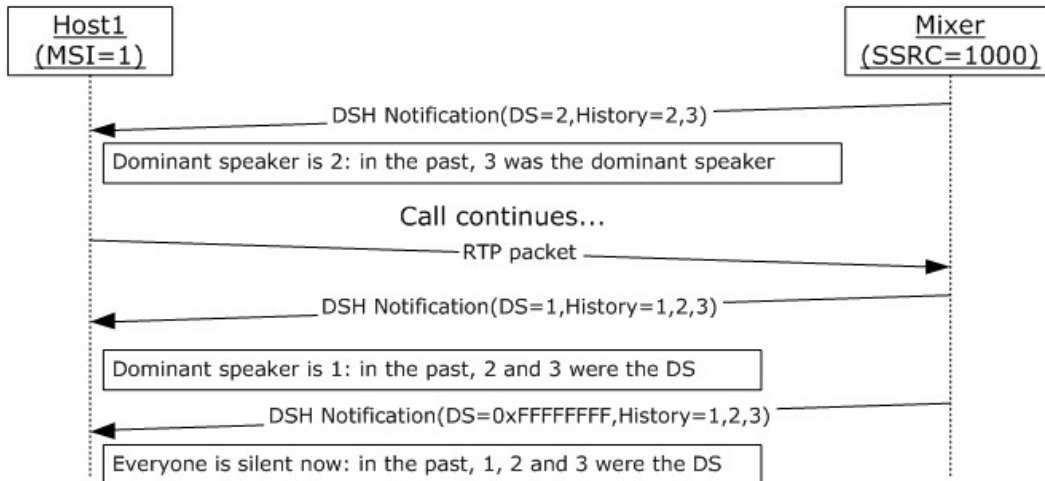 Host1
(MSI=1)
Mixer
(SSRC=1000)
DSH Notification(DS=2,History=2,3)
Dominant speaker is 2: in the past, 3 was the dominant speaker
Call continues...
RTP packet
DSH Notification(DS=1,History=1,2,3)
Dominant speaker is 1: in the past, 2 and 3 were the DS
DSH Notification(DS=0xFFFFFFFF,History=1,2,3)
Everyone is silent now: in the past, 1, 2 and 3 were the DS